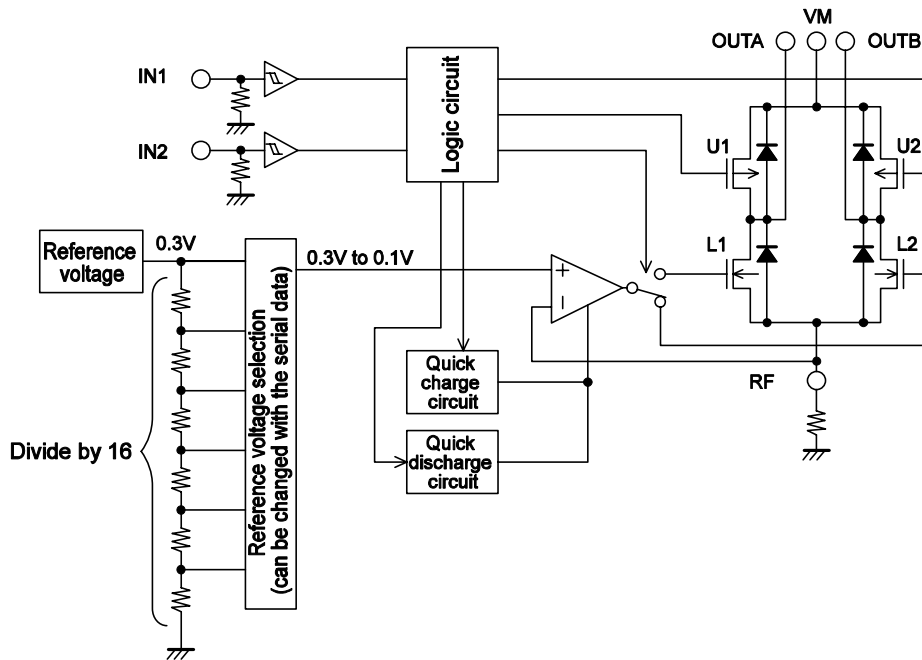 VM
OUTA
OUTB
IN1
IN2
Logic circuit
U1
U2
L1
L2
Reference
voltage
0.3V
0.3V to 0.1V
Reference voltage selection
(can be changed with the serial data)
+
−
Quick
charge
circuit
RF
Divide by 16
Quick
discharge
circuit